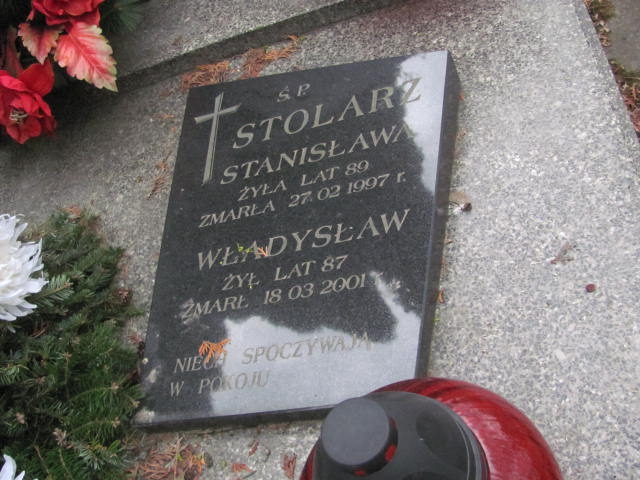 Ś.P.
STOLARZ
STANISŁAWA
ŻYŁA LAT 89
ZMARŁA 27.02 1997 r.
WŁADYSŁAW
ŻYŁ LAT 87
ZMARŁ 18 03 2001 r.
NIECH SPOCZYWAJĄ
W POKOJU